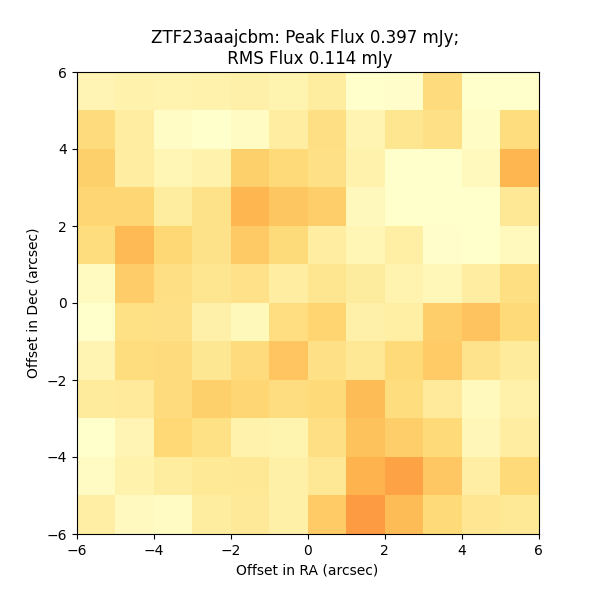 ZTF23aaajcbm: Peak Flux 0.397 mJy;
RMS Flux 0.114 mJy
6
4
2
0
−2
−4
−6
Offset in Dec (arcsec)
−6 −4 −2 0 2 4 6
Offset in RA (arcsec)